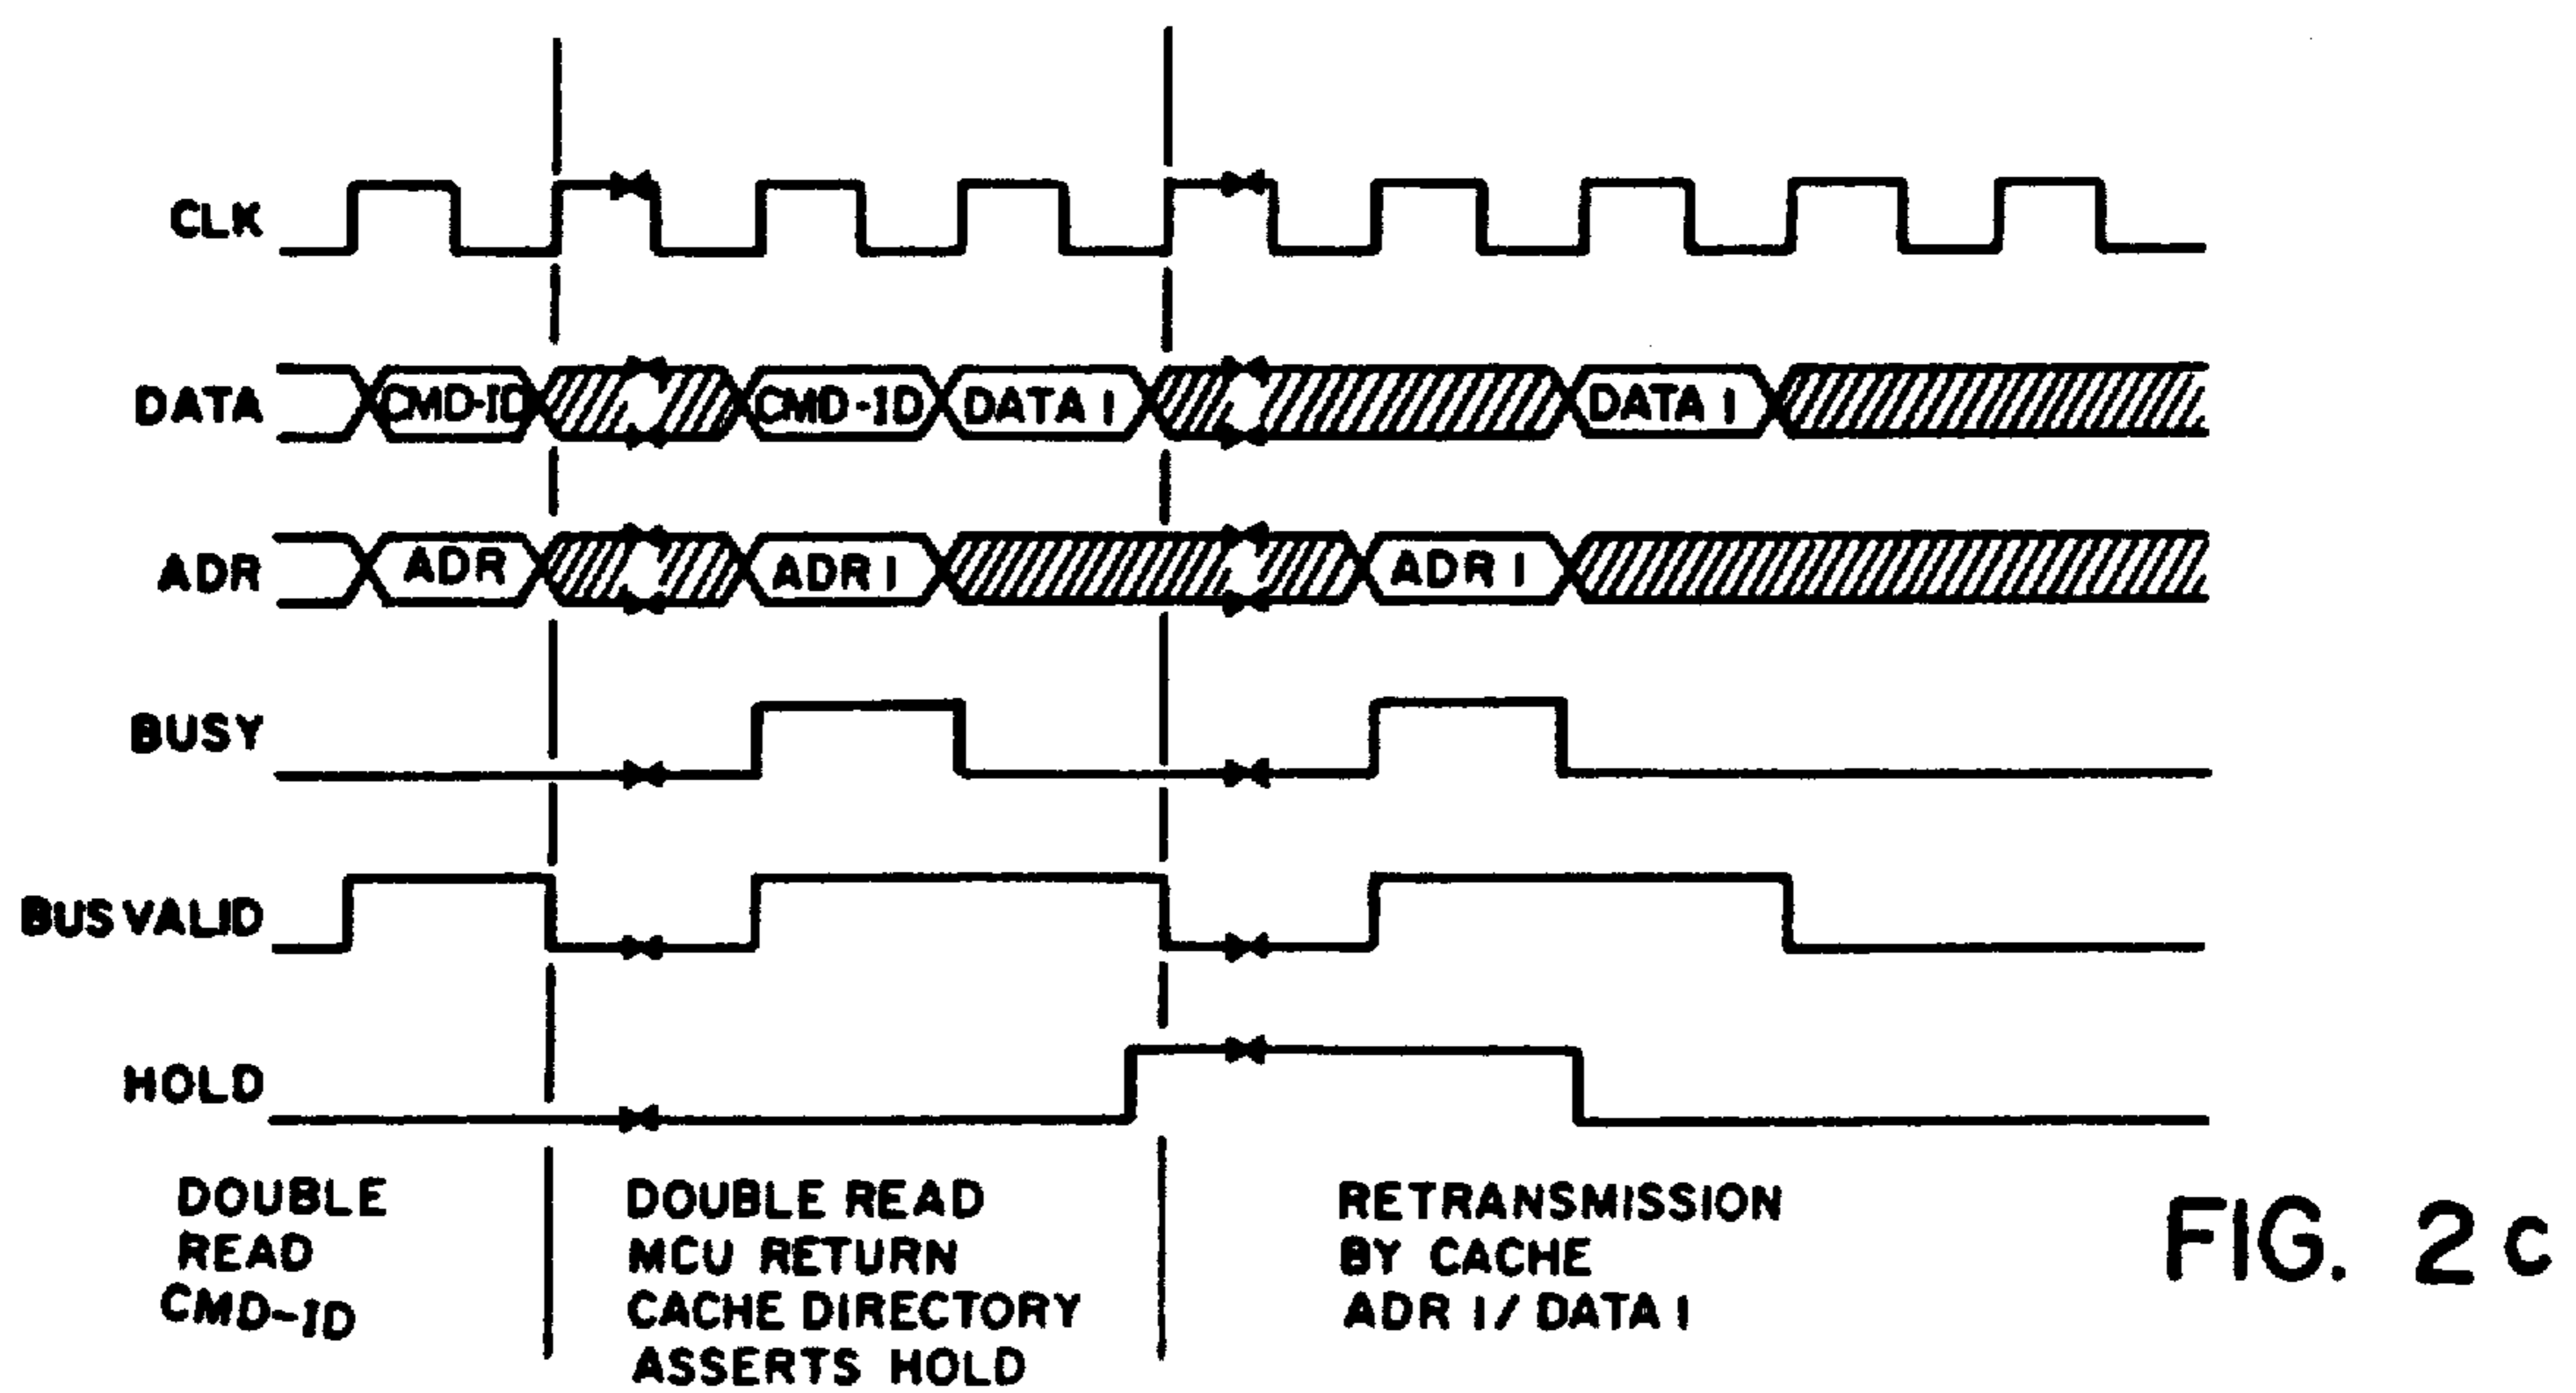 CLK
DATA
CMD-ID
CMD-ID
DATA 1
DATA 1
ADR
ADR
ADR 1
ADR 1
BUSY
BUS VALID
HOLD
DOUBLE
READ
CMD-ID
DOUBLE READ
MCU RETURN
CACHE DIRECTORY
ASSERTS HOLD
RETRANSMISSION
BY CACHE
ADR 1/ DATA 1
FIG. 2c